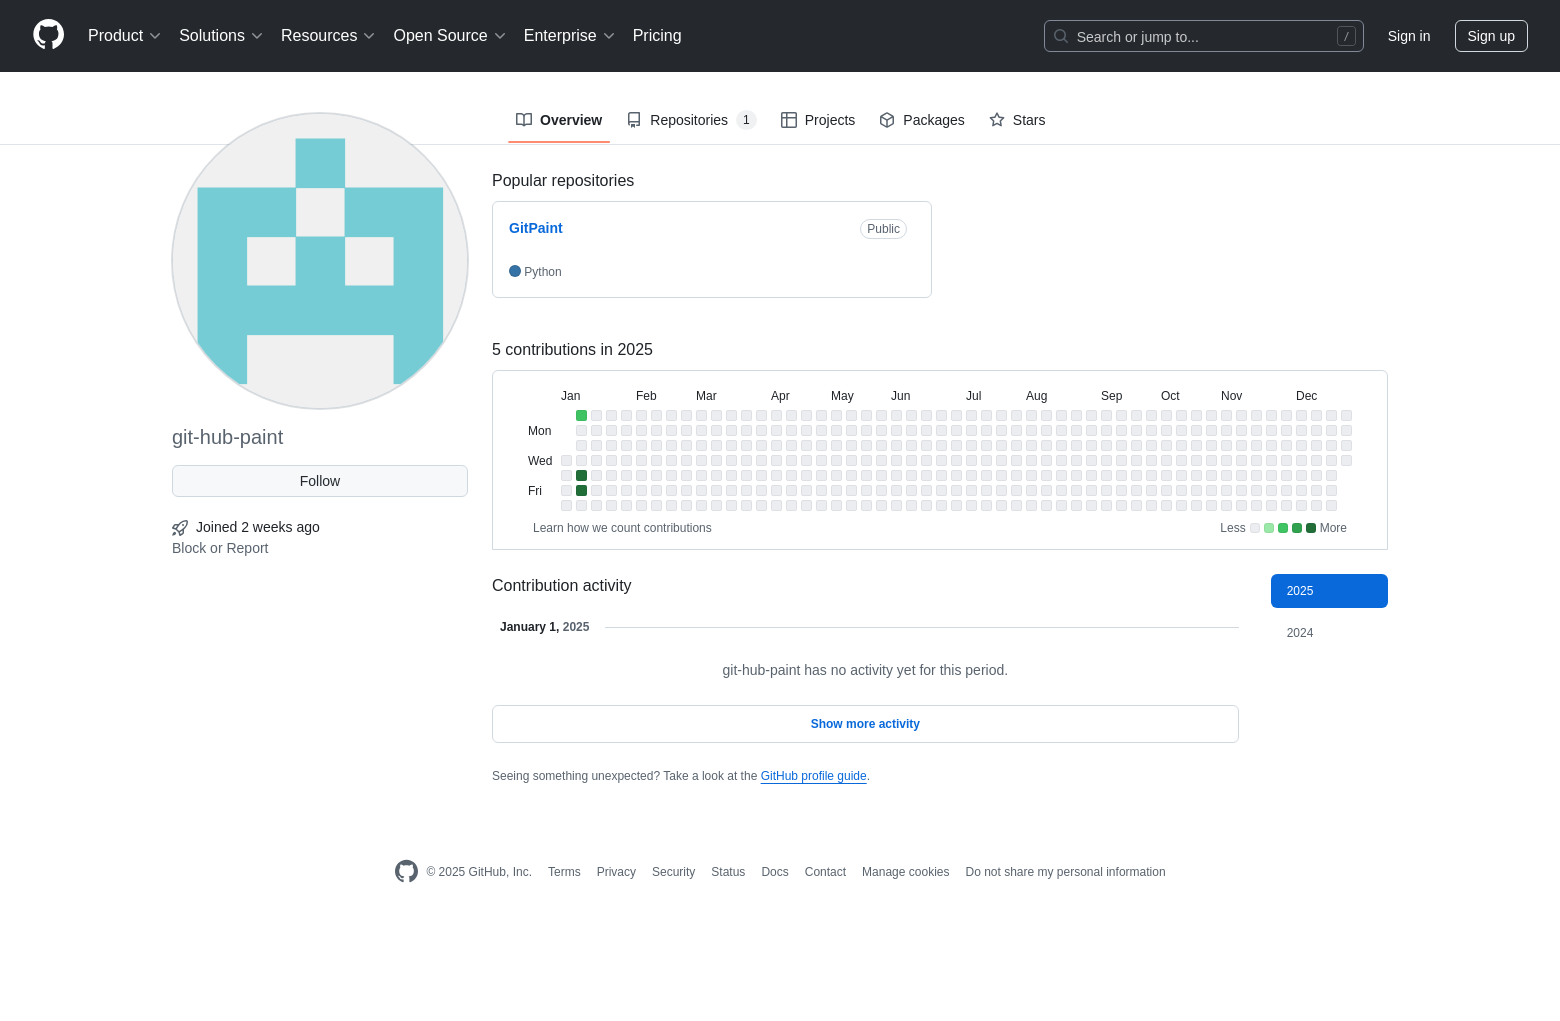 Product Solutions Resources Open Source Enterprise Pricing Search or jump to... / Sign in Sign up
Overview Repositories 1 Projects Packages Stars
Popular repositories
GitPaint Public
Python
5 contributions in 2025
Jan Feb Mar Apr May Jun Jul Aug Sep Oct Nov Dec
Mon
Wed
Fri
Learn how we count contributions Less More
git-hub-paint
Follow
Joined 2 weeks ago
Block or Report
Contribution activity
2025
2024
January 1, 2025
git-hub-paint has no activity yet for this period.
Show more activity
Seeing something unexpected? Take a look at the GitHub profile guide.
© 2025 GitHub, Inc. Terms Privacy Security Status Docs Contact Manage cookies Do not share my personal information